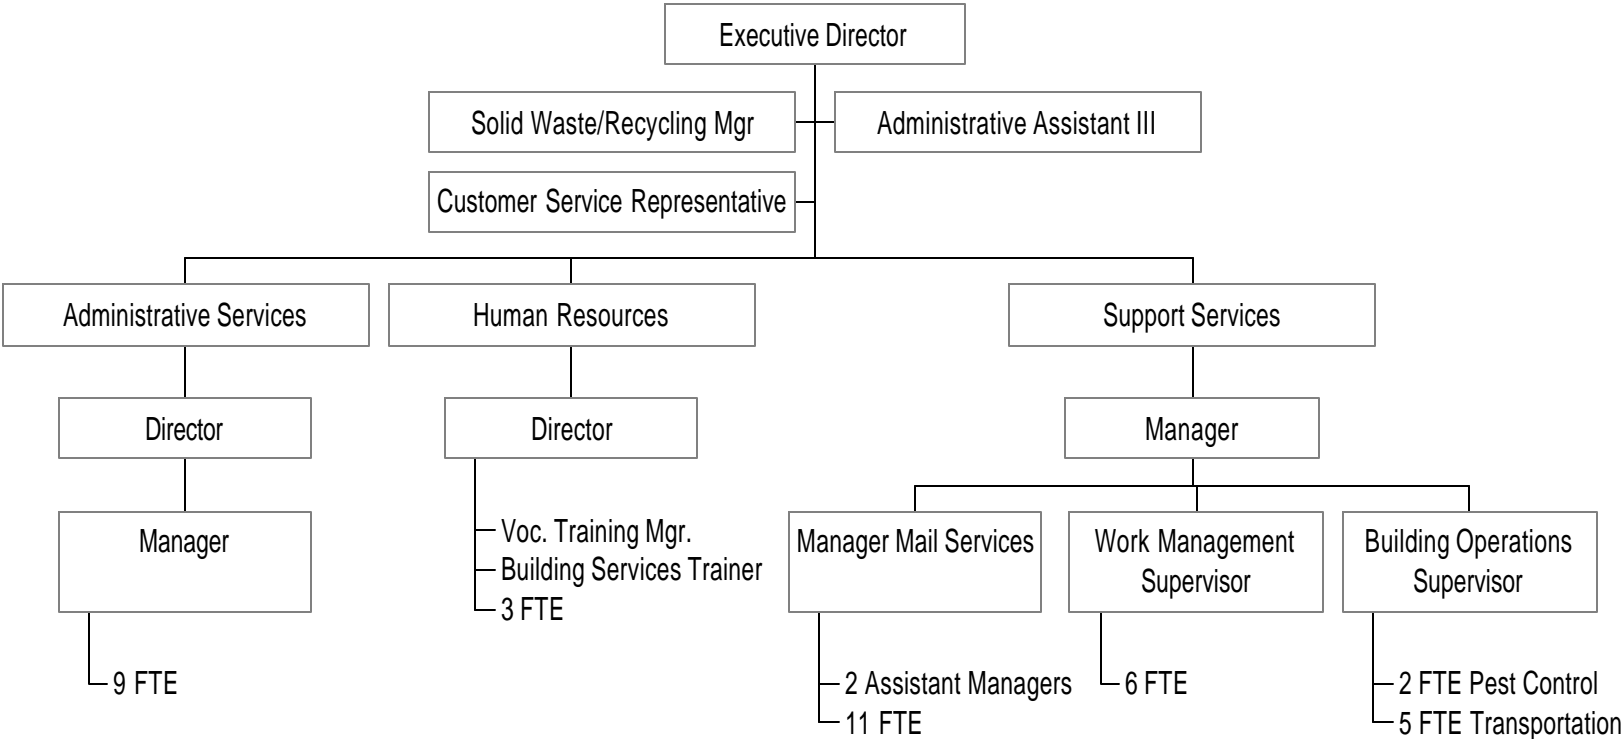 Executive Director
Solid Waste/Recycling Mgr
Administrative Assistant III
Customer Service Representative
Administrative Services
Human Resources
Support Services
Director
Director
Manager
Manager
Voc. Training Mgr.
Building Services Trainer
3 FTE
Manager Mail Services
Work Management
Supervisor
Building Operations
Supervisor
9 FTE
2 Assistant Managers
11 FTE
6 FTE
2 FTE Pest Control
5 FTE Transportation